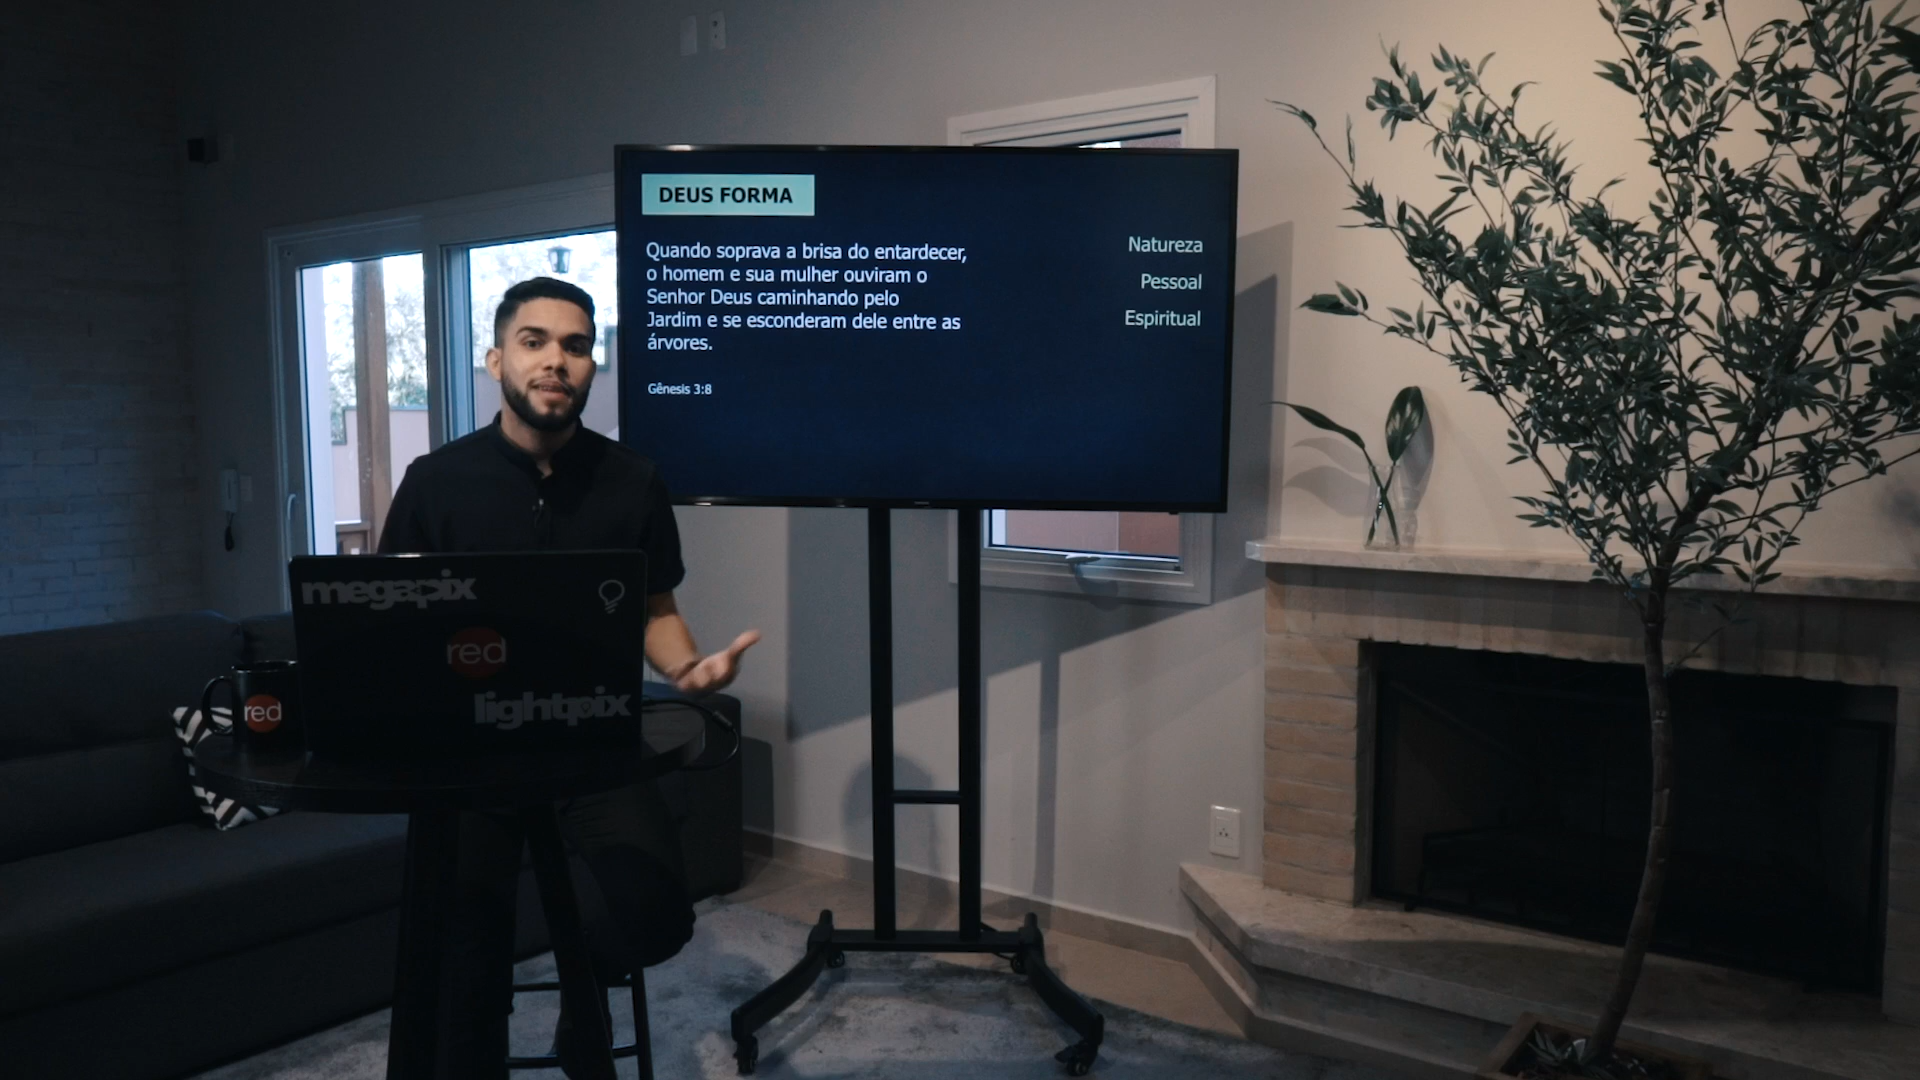 DEUS FORMA
Quando soprava a brisa do entardecer,
o homem e sua mulher ouviram o
Senhor Deus caminhando pelo
Jardim e se esconderam dele entre as
árvores.
Gênesis 3:8
Natureza
Pessoal
Espiritual
megapix
red
lightpix
red